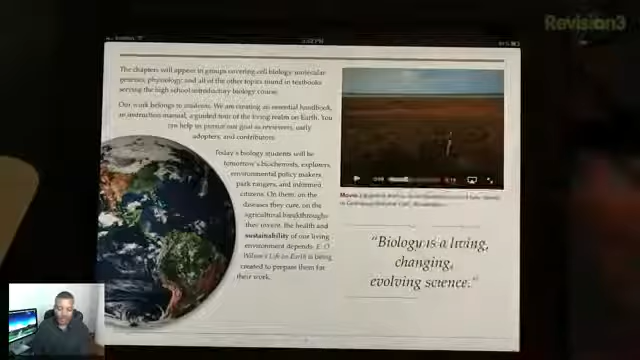 Revision3
The chapters will appear in groups covering cell biology, molecular
genetics, physiology and all of the other topics found in textbooks
serving the high school introductory biology course.
Our work belongs to students. We are creating an essential handbook,
an instruction manual, a guided tour of the living realm on Earth. You
can help us pursue our goal as reviewers, early
adopters, and contributors.
Today's biology students will be
tomorrow's biochemists, explorers,
environmental policy makers,
park rangers, and informed
citizens. On them, on the
diseases they cure, on the
agricultural breakthroughs
they invent, the health and
sustainability of our living
environment depends. E. O.
Wilson's Life on Earth is being
created to prepare them for
their work.
Movie
"Biology is a living,
changing,
evolving science."